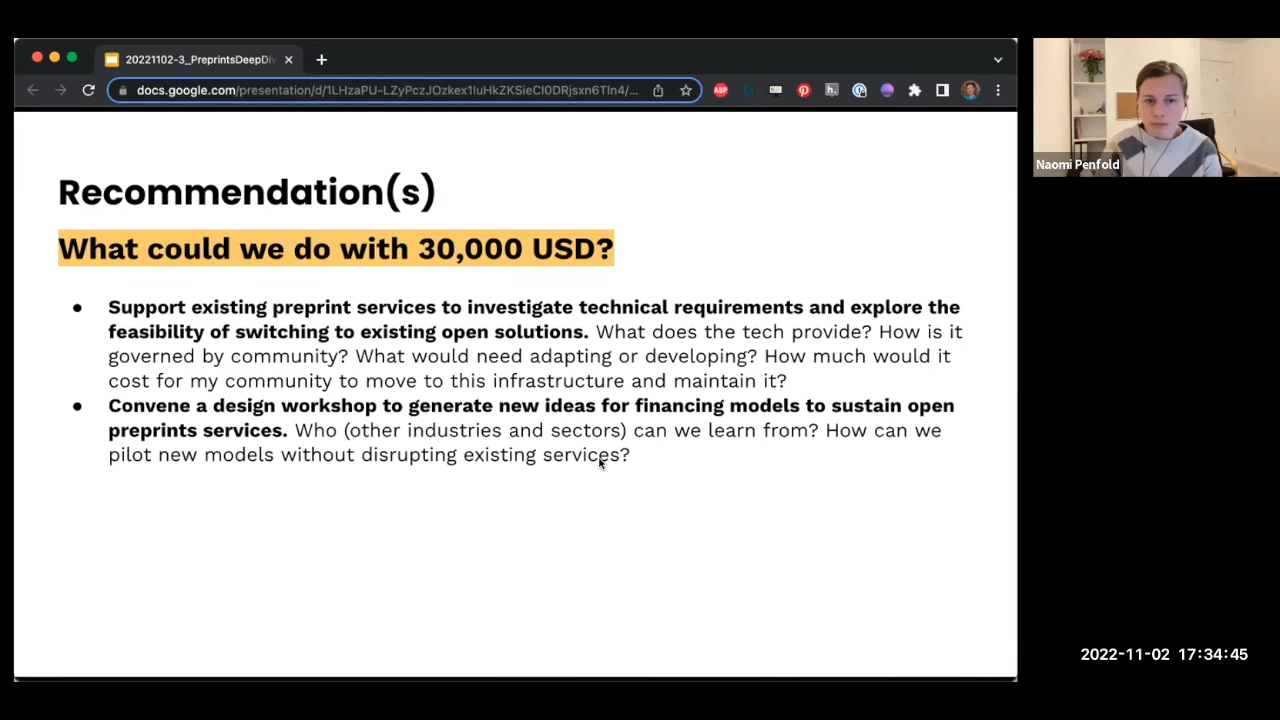 20221102-3_PreprintsDeepDiv
docs.google.com/presentation/d/1LHzaPU-LZyPczJOzkex1IuHkZKSieCI0DRjsxn6TIn4/...
ABP
Naomi Penfold
Recommendation(s)
What could we do with 30,000 USD?
● Support existing preprint services to investigate technical requirements and explore the
feasibility of switching to existing open solutions. What does the tech provide? How is it
governed by community? What would need adapting or developing? How much would it
cost for my community to move to this infrastructure and maintain it?
● Convene a design workshop to generate new ideas for financing models to sustain open
preprints services. Who (other industries and sectors) can we learn from? How can we
pilot new models without disrupting existing services?
2022-11-02 17:34:45